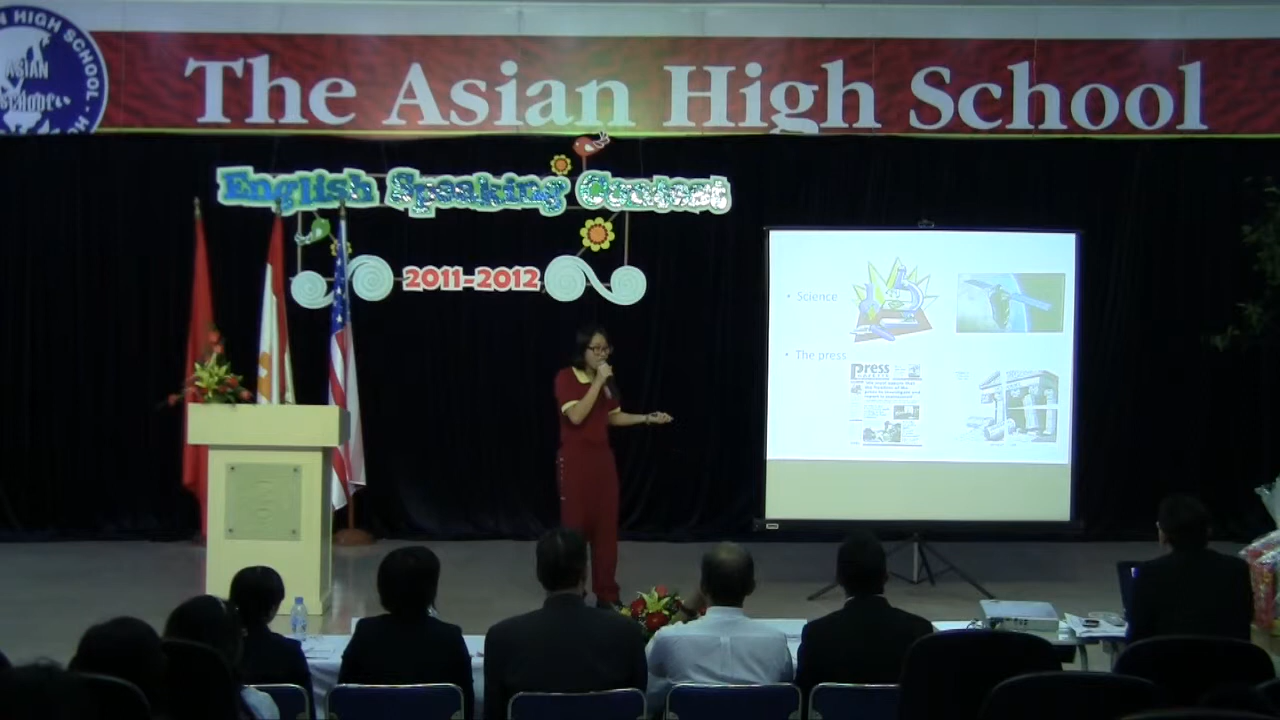 N HIGH SCHOOL, H
ASIAN
SCHOOL
The Asian High School
English Speaking Contest
2011-2012
• Science
• The press
Press